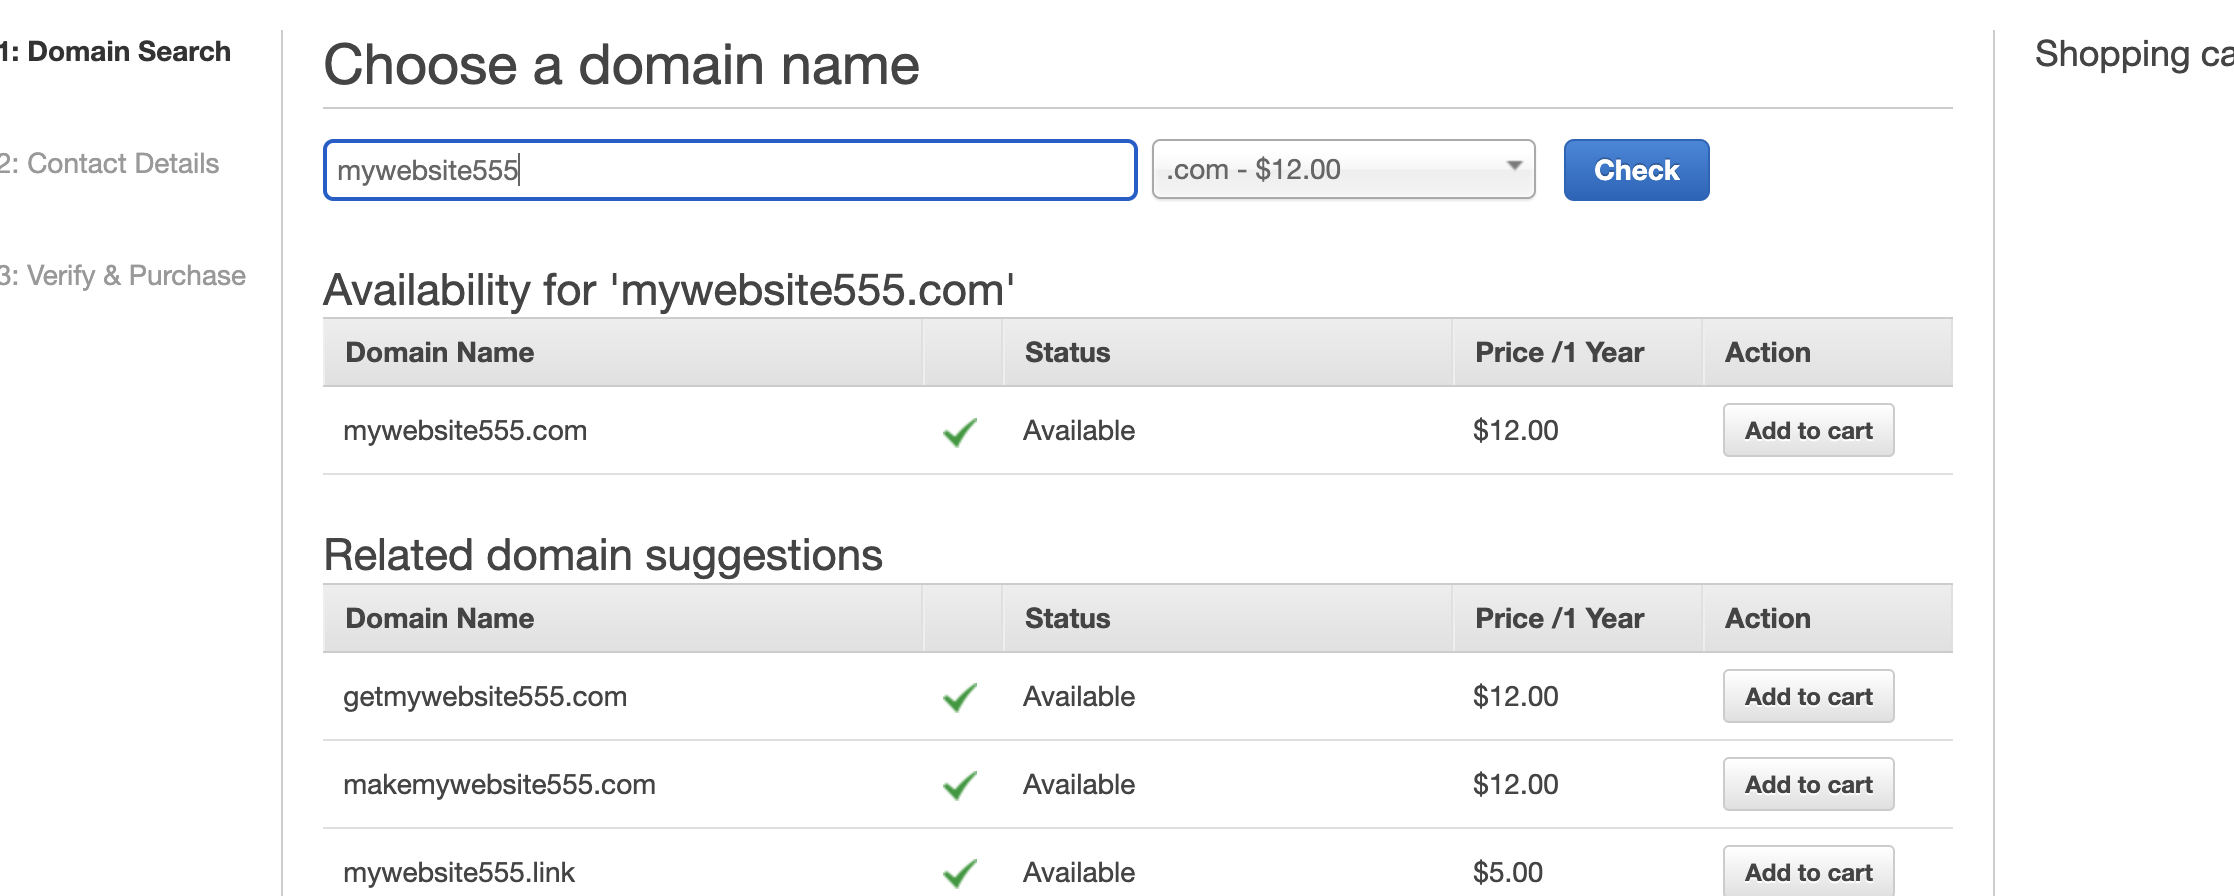 1: Domain Search
2: Contact Details
3: Verify & Purchase
Choose a domain name
mywebsite555
.com - $12.00
Check
Availability for 'mywebsite555.com'
Domain Name Status Price /1 Year Action
mywebsite555.com Available $12.00 Add to cart
Related domain suggestions
Domain Name Status Price /1 Year Action
getmywebsite555.com Available $12.00 Add to cart
makemywebsite555.com Available $12.00 Add to cart
mywebsite555.link Available $5.00 Add to cart
Shopping ca